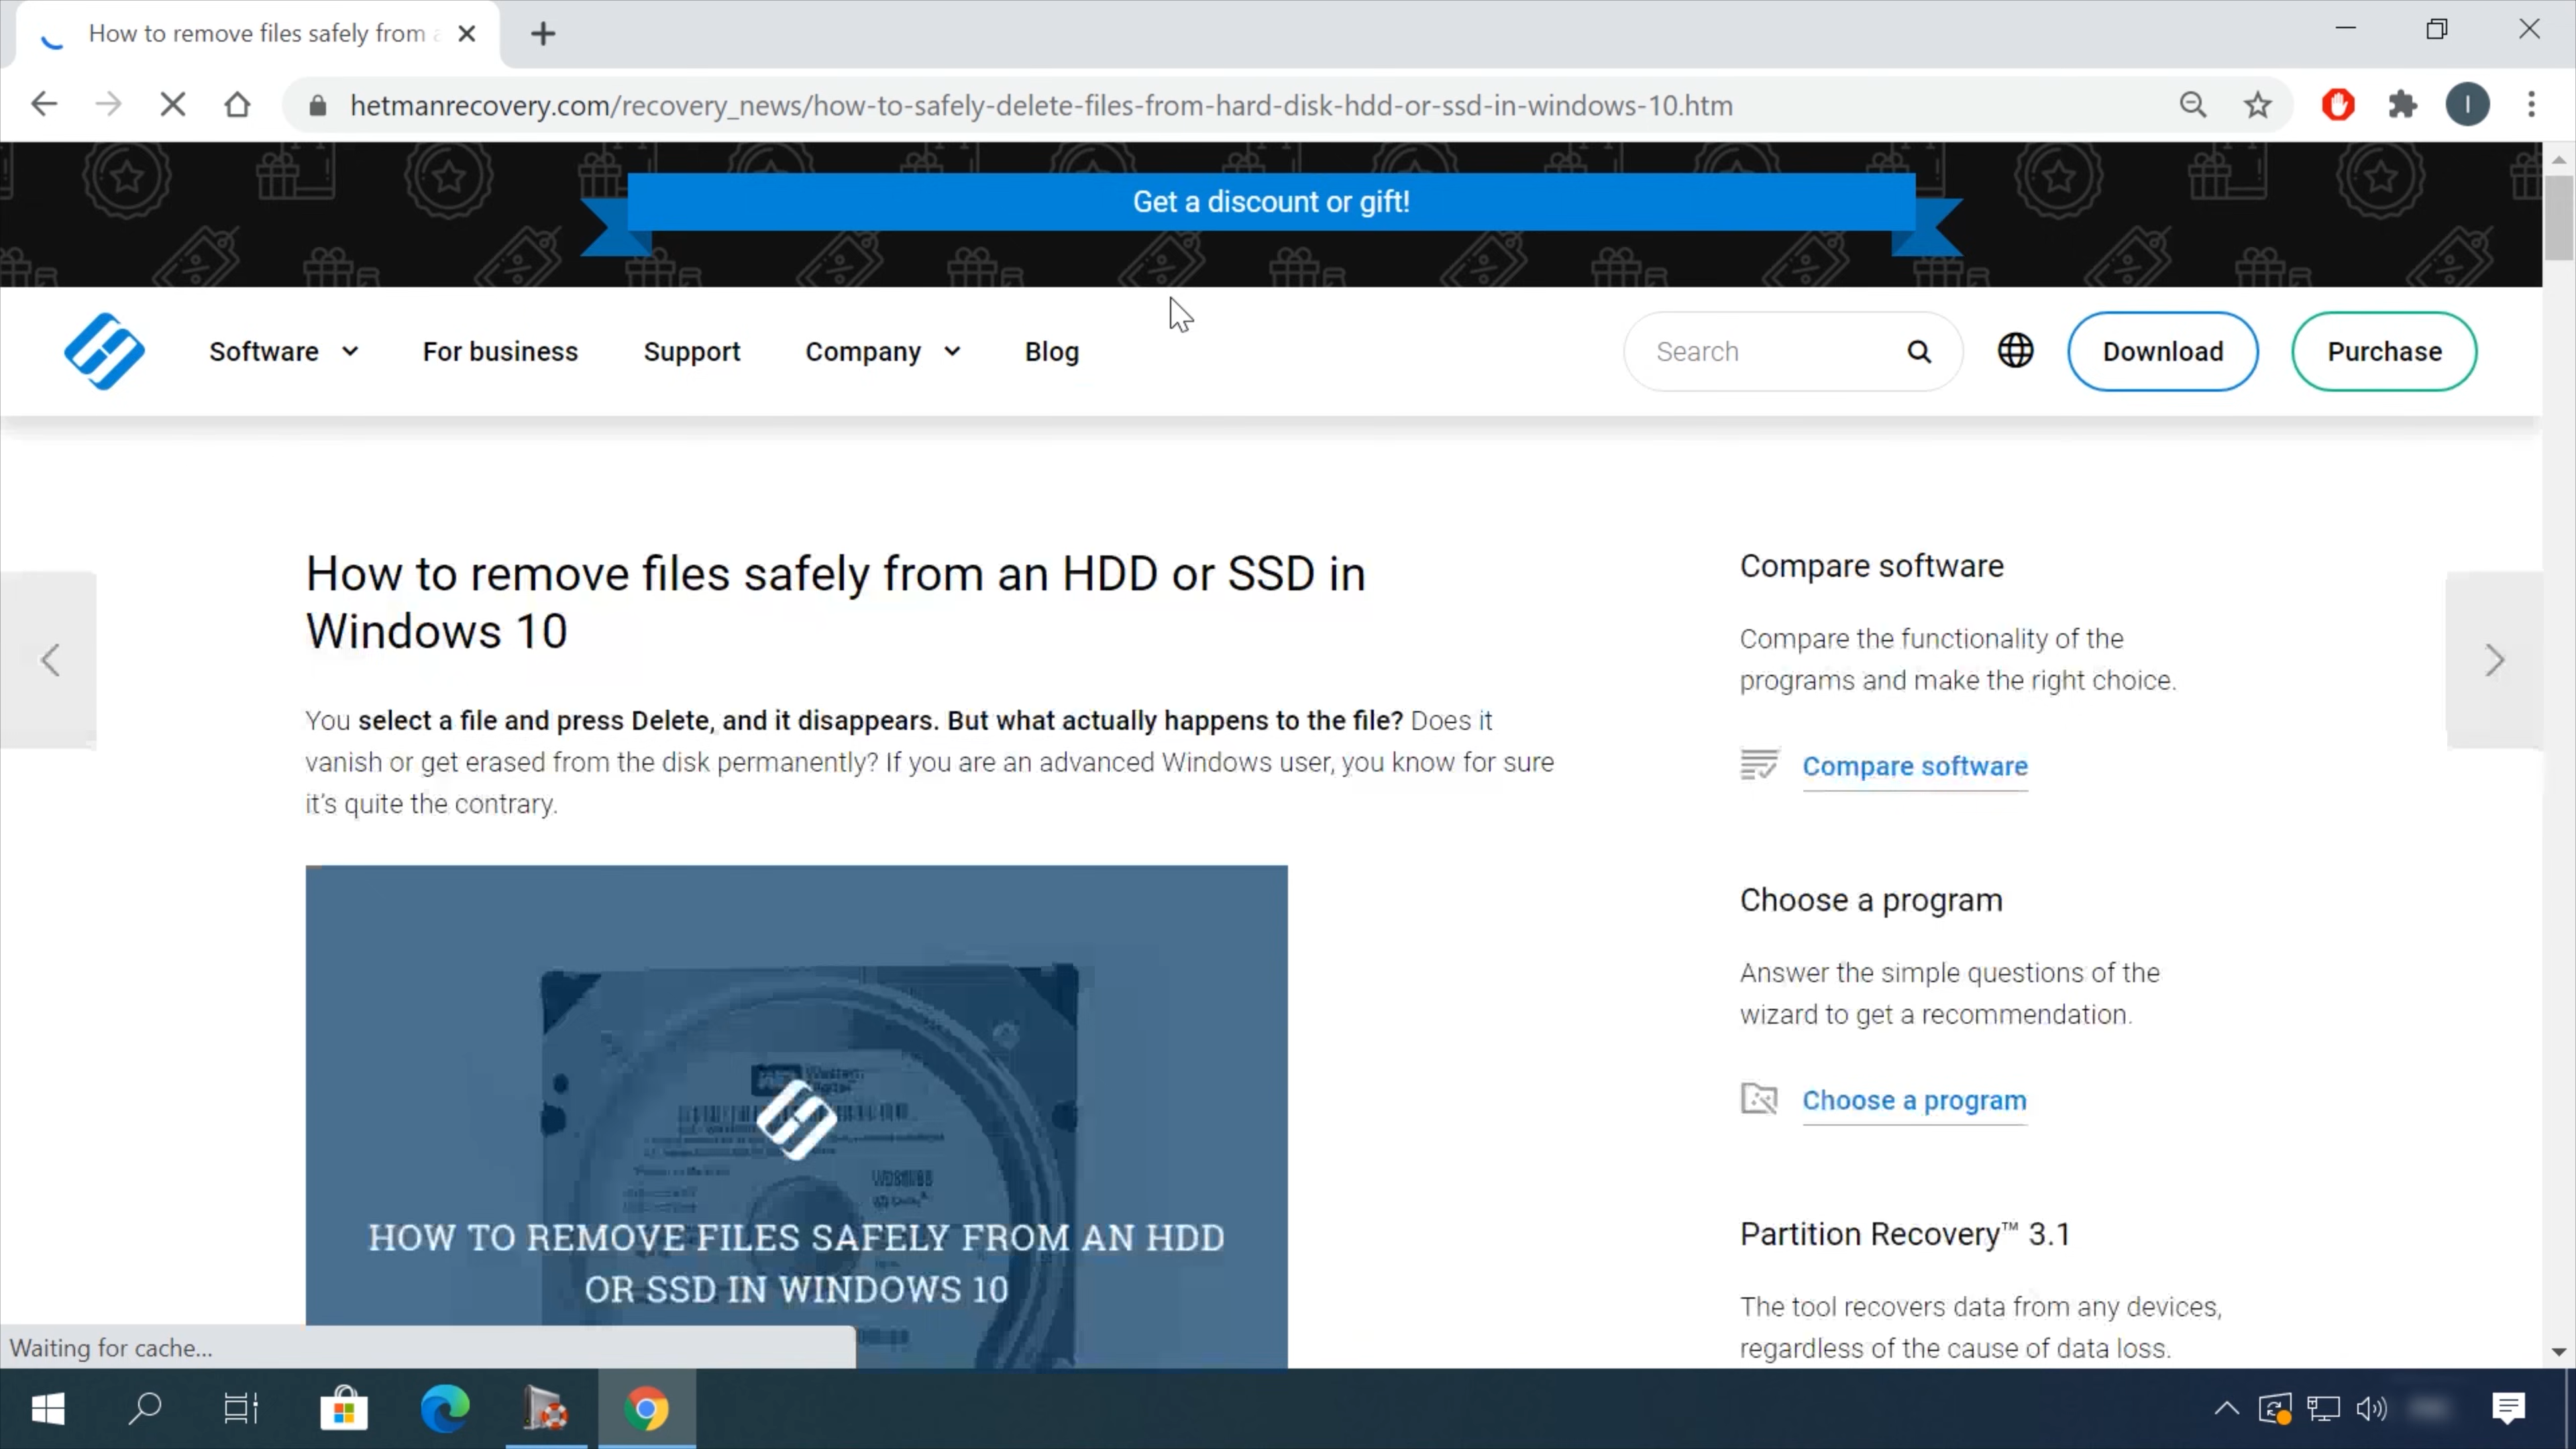 How to remove files safely from a
hetmanrecovery.com/recovery_news/how-to-safely-delete-files-from-hard-disk-hdd-or-ssd-in-windows-10.htm
I
Get a discount or gift!
Software
For business
Support
Company
Blog
Search
Download
Purchase
How to remove files safely from an HDD or SSD in
Windows 10
You select a file and press Delete, and it disappears. But what actually happens to the file? Does it
vanish or get erased from the disk permanently? If you are an advanced Windows user, you know for sure
it's quite the contrary.
HOW TO REMOVE FILES SAFELY FROM AN HDD
OR SSD IN WINDOWS 10
Compare software
Compare the functionality of the
programs and make the right choice.
Compare software
Choose a program
Answer the simple questions of the
wizard to get a recommendation.
Choose a program
Partition Recovery™ 3.1
The tool recovers data from any devices,
regardless of the cause of data loss.
Waiting for cache...